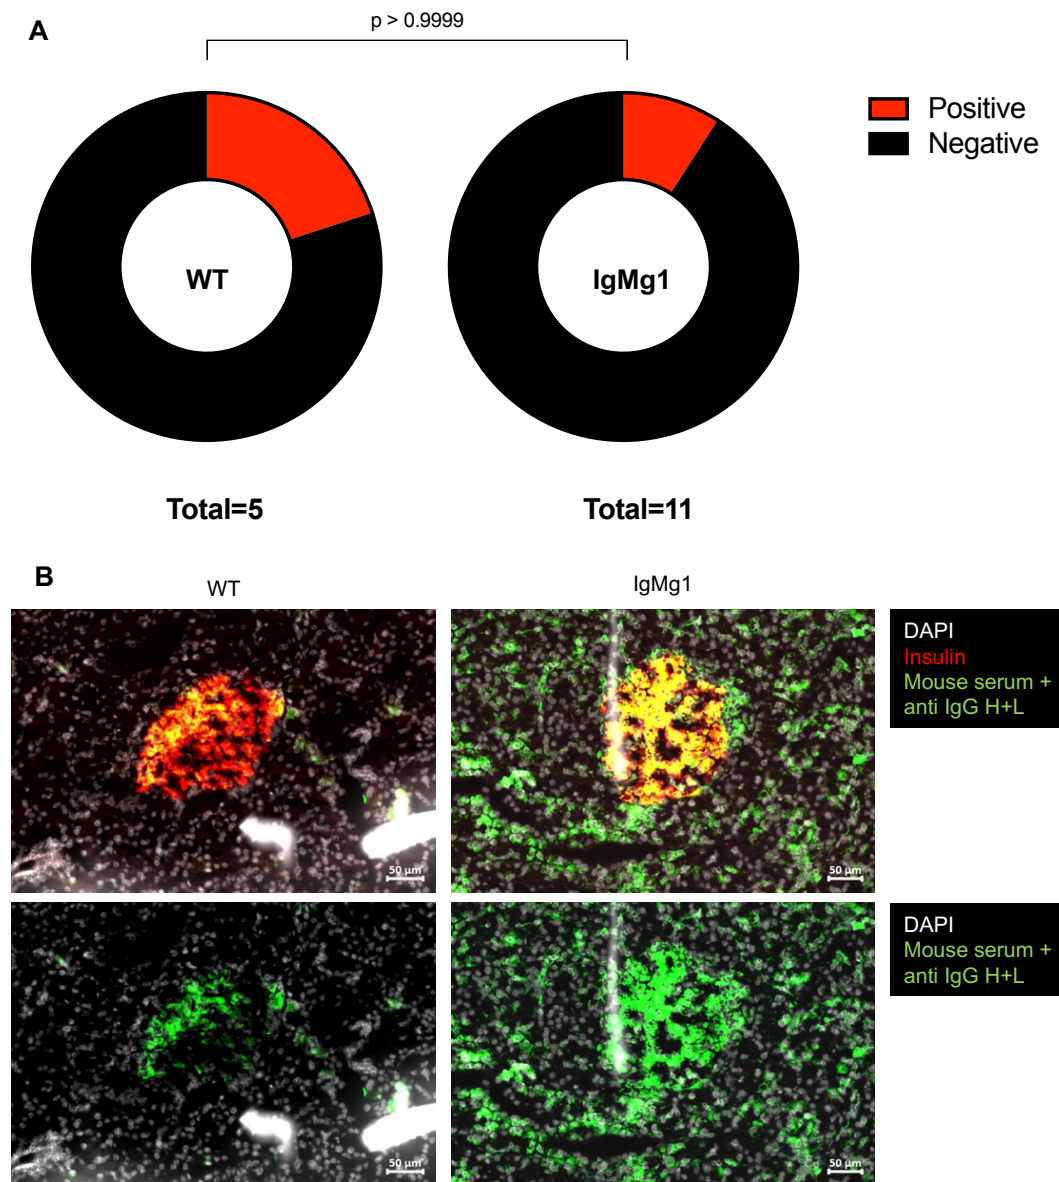 A
p > 0.9999
Positive
Negative
WT
IgMg1
Total=5
Total=11
B
WT
IgMg1
DAPI
Insulin
Mouse serum +
anti IgG H+L
50 µm
50 µm
DAPI
Mouse serum +
anti IgG H+L
50 µm
50 µm